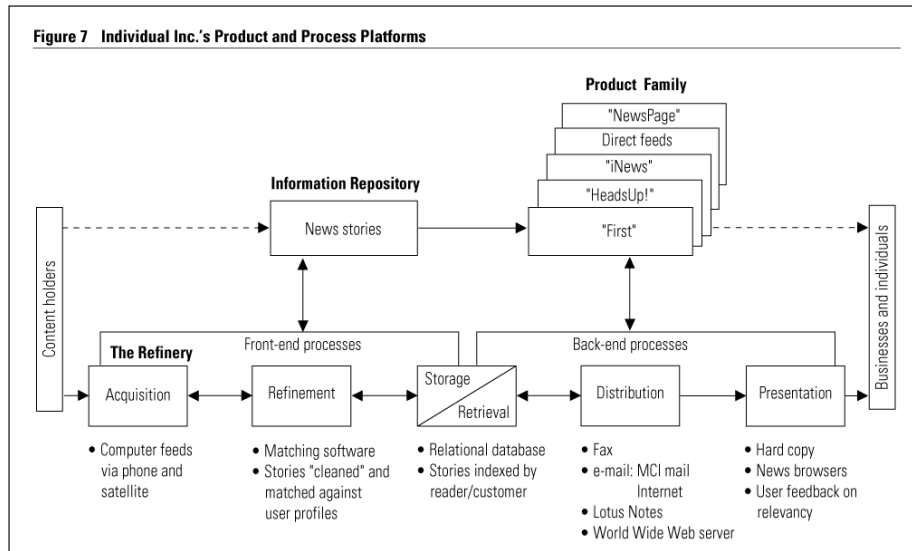 Figure 7 Individual Inc.'s Product and Process Platforms
Product Family
"NewsPage"
Direct feeds
"iNews"
"HeadsUp!"
"First"
Information Repository
News stories
Content holders
Businesses and individuals
The Refinery
Front-end processes
Back-end processes
Acquisition
Refinement
Storage
Retrieval
Distribution
Presentation
• Computer feeds
via phone and
satellite
• Matching software
• Stories "cleaned" and
matched against
user profiles
• Relational database
• Stories indexed by
reader/customer
• Fax
• e-mail: MCI mail
Internet
• Lotus Notes
• World Wide Web server
• Hard copy
• News browsers
• User feedback on
relevancy